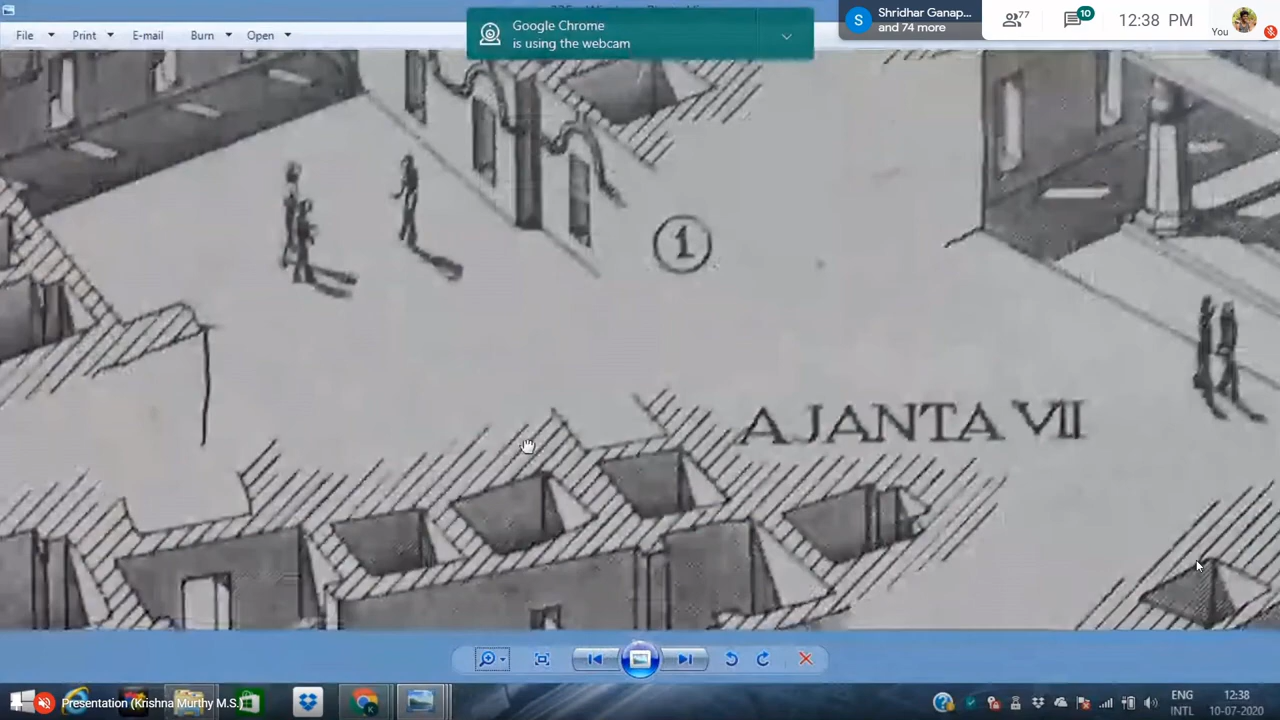 File Print E-mail Burn Open
Google Chrome
is using the webcam
S Shridhar Ganap...
and 74 more
77
10
12:38 PM
You
1
AJANTA VII
Presentation (Krishna Murthy M.S.)
ENG
INTL
12:38
10-07-2020